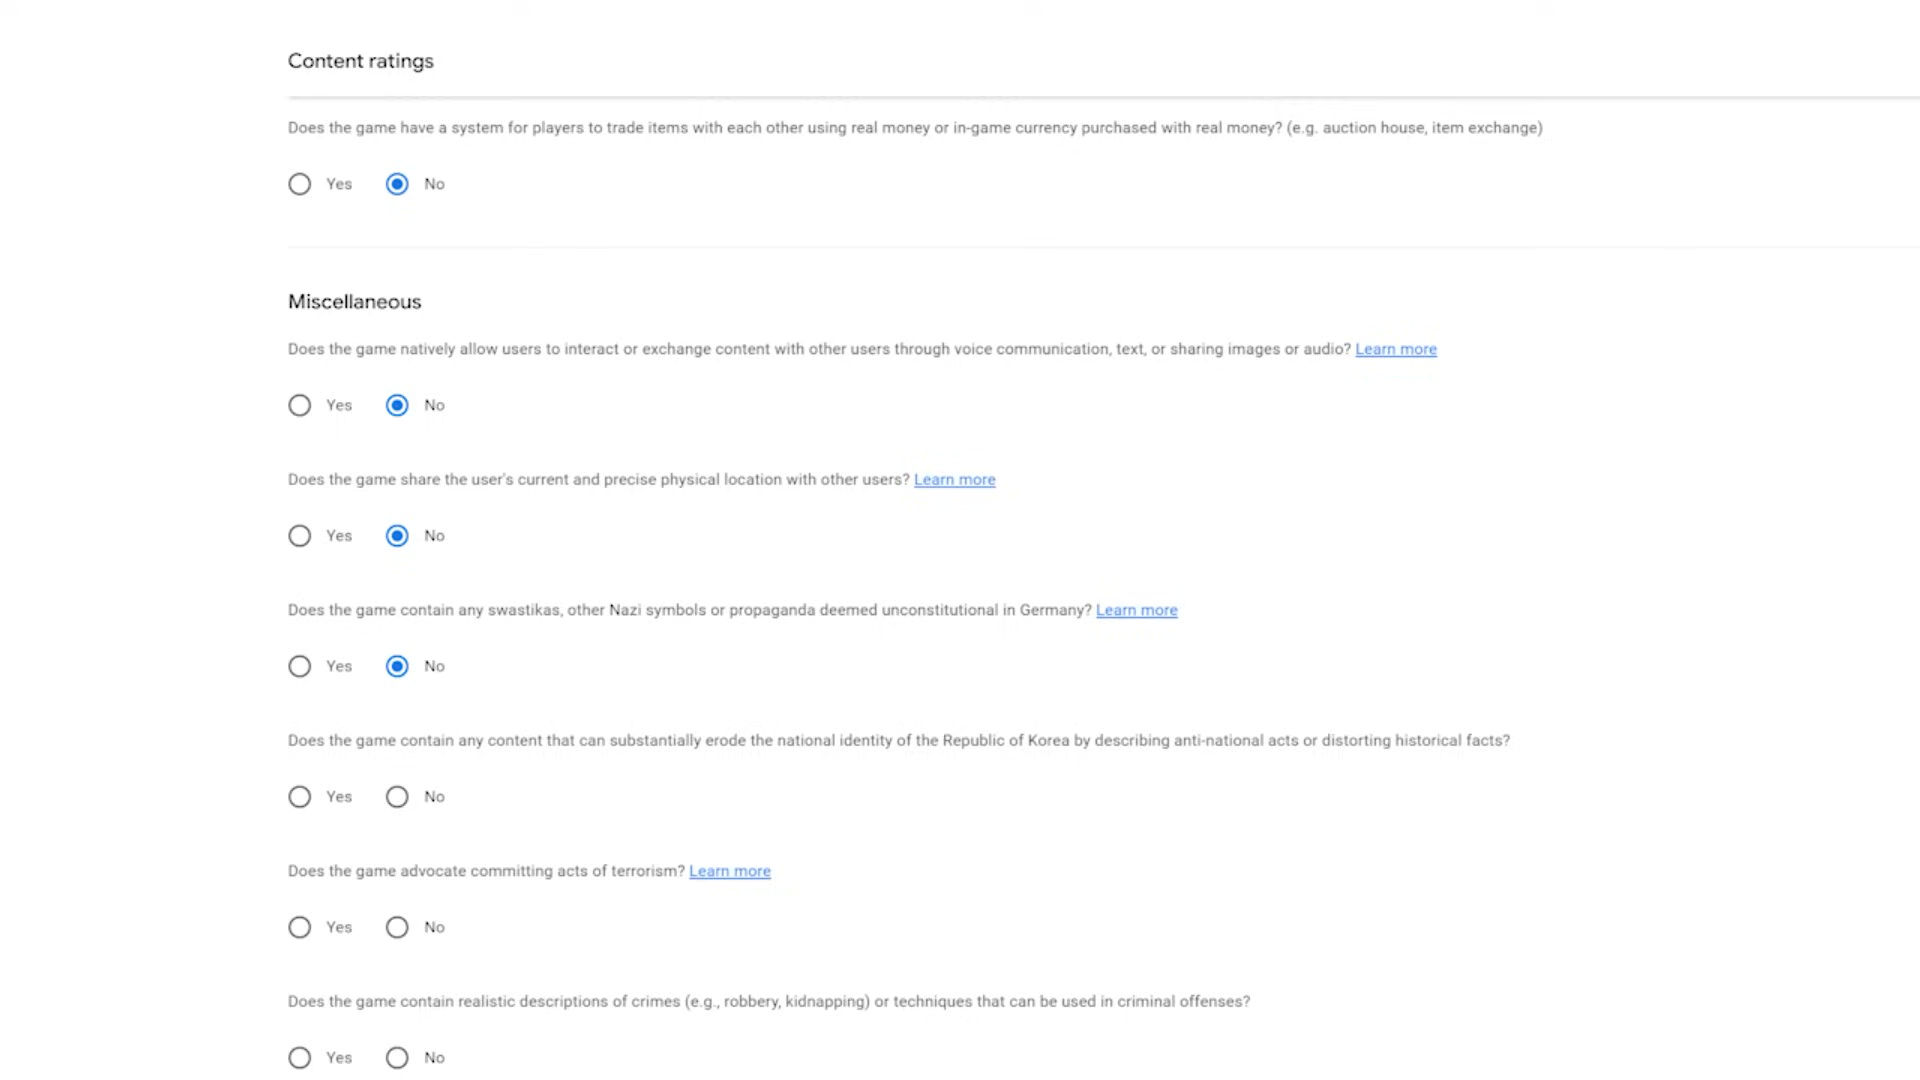 Content ratings
Does the game have a system for players to trade items with each other using real money or in-game currency purchased with real money? (e.g. auction house, item exchange)
Yes No
Miscellaneous
Does the game natively allow users to interact or exchange content with other users through voice communication, text, or sharing images or audio? Learn more
Yes No
Does the game share the user's current and precise physical location with other users? Learn more
Yes No
Does the game contain any swastikas, other Nazi symbols or propaganda deemed unconstitutional in Germany? Learn more
Yes No
Does the game contain any content that can substantially erode the national identity of the Republic of Korea by describing anti-national acts or distorting historical facts?
Yes No
Does the game advocate committing acts of terrorism? Learn more
Yes No
Does the game contain realistic descriptions of crimes (e.g., robbery, kidnapping) or techniques that can be used in criminal offenses?
Yes No